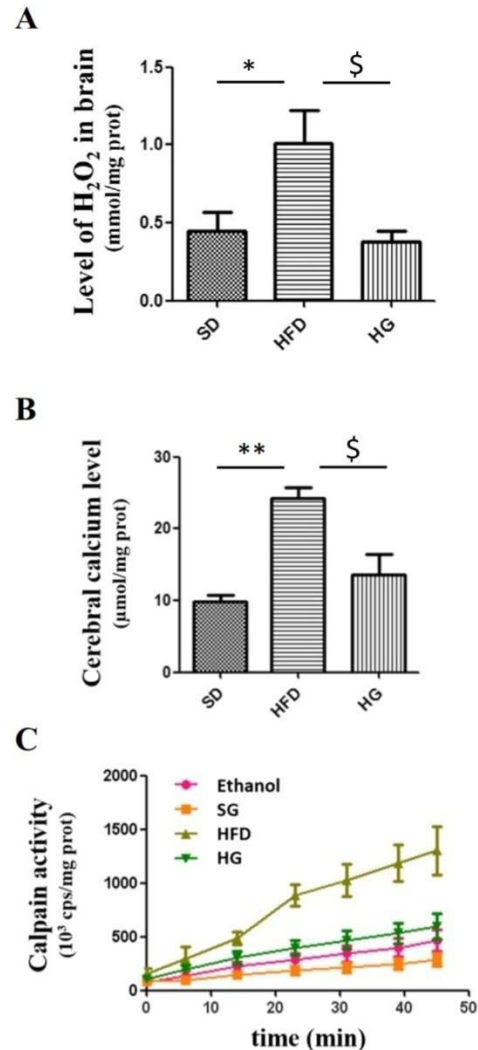 A
Level of H₂O₂ in brain
(mmol/mg prot)
1.5
1.0
0.5
0.0
*
$
SD
HFD
HG
B
Cerebral calcium level
(µmol/mg prot)
30
20
10
0
**
$
SD
HFD
HG
C
Calpain activity
(10³ cps/mg prot)
2000
1500
1000
500
0
Ethanol
SG
HFD
HG
0
10
20
30
40
50
time (min)